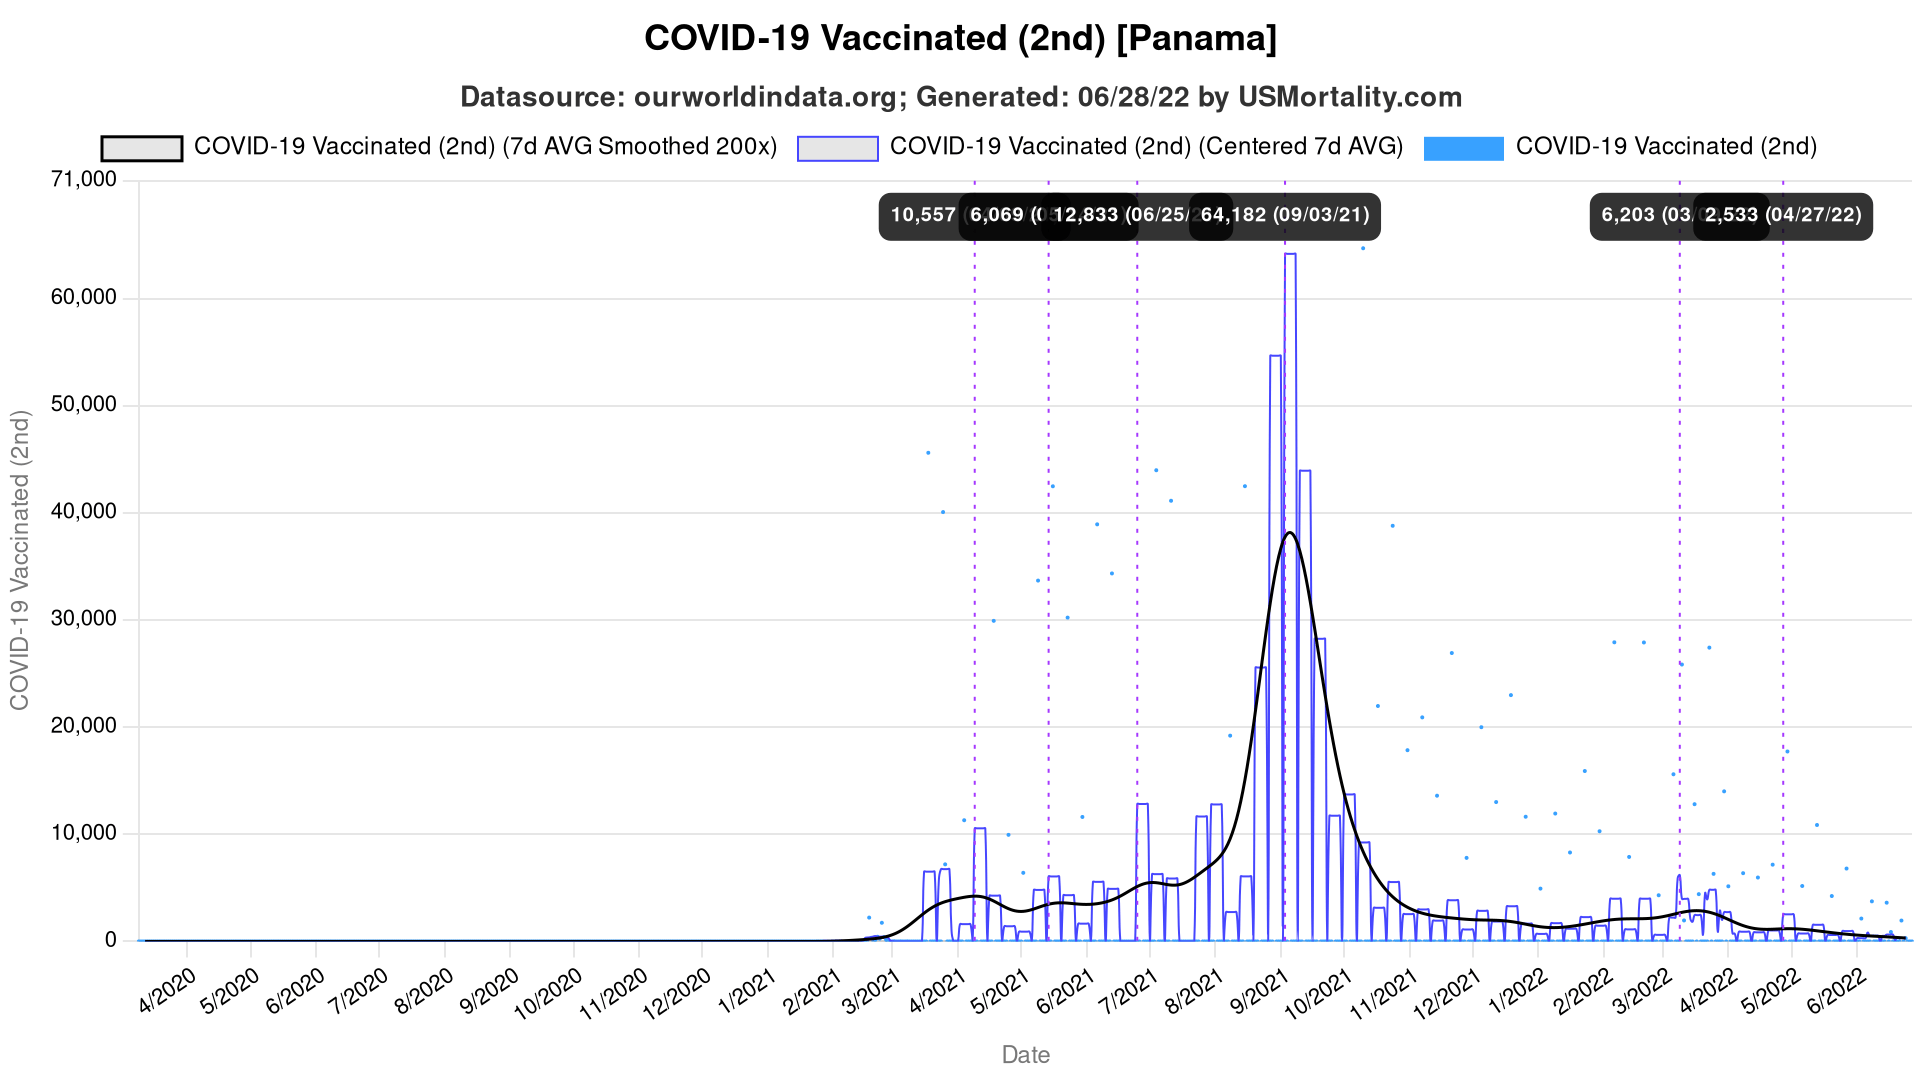 COVID-19 Vaccinated (2nd) [Panama]
Datasource: ourworldindata.org; Generated: 06/28/22 by USMortality.com
COVID-19 Vaccinated (2nd) (7d AVG Smoothed 200x) COVID-19 Vaccinated (2nd) (Centered 7d AVG) COVID-19 Vaccinated (2nd)
71,000
10,557 6,069 12,833 (06/25/2 64,182 (09/03/21) 6,203 (03/ 2,533 (04/27/22)
60,000
50,000
40,000
30,000
20,000
10,000
0
COVID-19 Vaccinated (2nd)
4/2020 5/2020 6/2020 7/2020 8/2020 9/2020 10/2020 11/2020 12/2020 1/2021 2/2021 3/2021 4/2021 5/2021 6/2021 7/2021 8/2021 9/2021 10/2021 11/2021 12/2021 1/2022 2/2022 3/2022 4/2022 5/2022 6/2022
Date